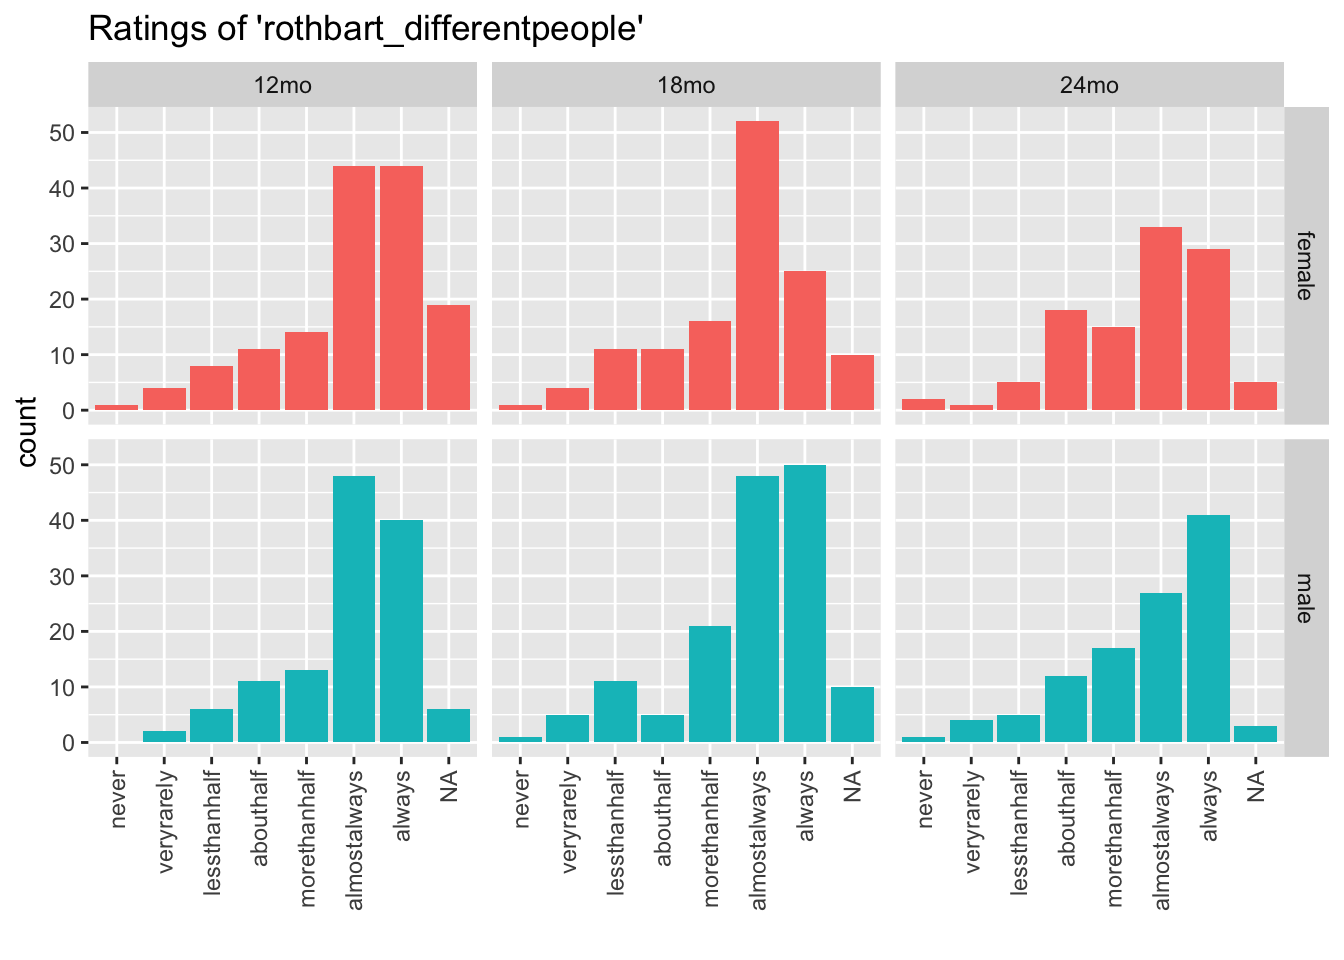 Ratings of 'rothbart_differentpeople'
12mo 18mo 24mo
count
50
40
30
20
10
0
female
50
40
30
20
10
0
male
never veryrarely lessthanhalf abouthalf morethanhalf almostalways always NA never veryrarely lessthanhalf abouthalf morethanhalf almostalways always NA never veryrarely lessthanhalf abouthalf morethanhalf almostalways always NA